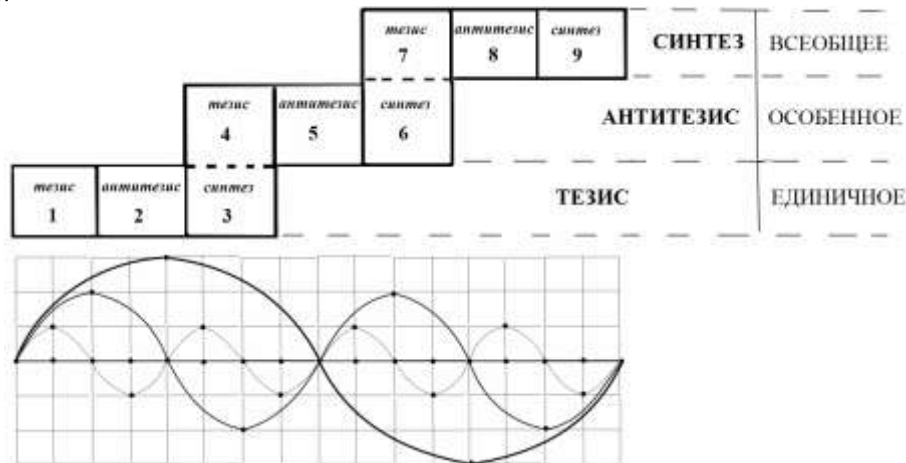 тезис антитезис синтез СИНТЕЗ ВСЕОБЩЕЕ
7 8 9
тезис антитезис синтез АНТИТЕЗИС ОСОБЕННОЕ
4 5 6
тезис антитезис синтез ТЕЗИС ЕДИНИЧНОЕ
1 2 3